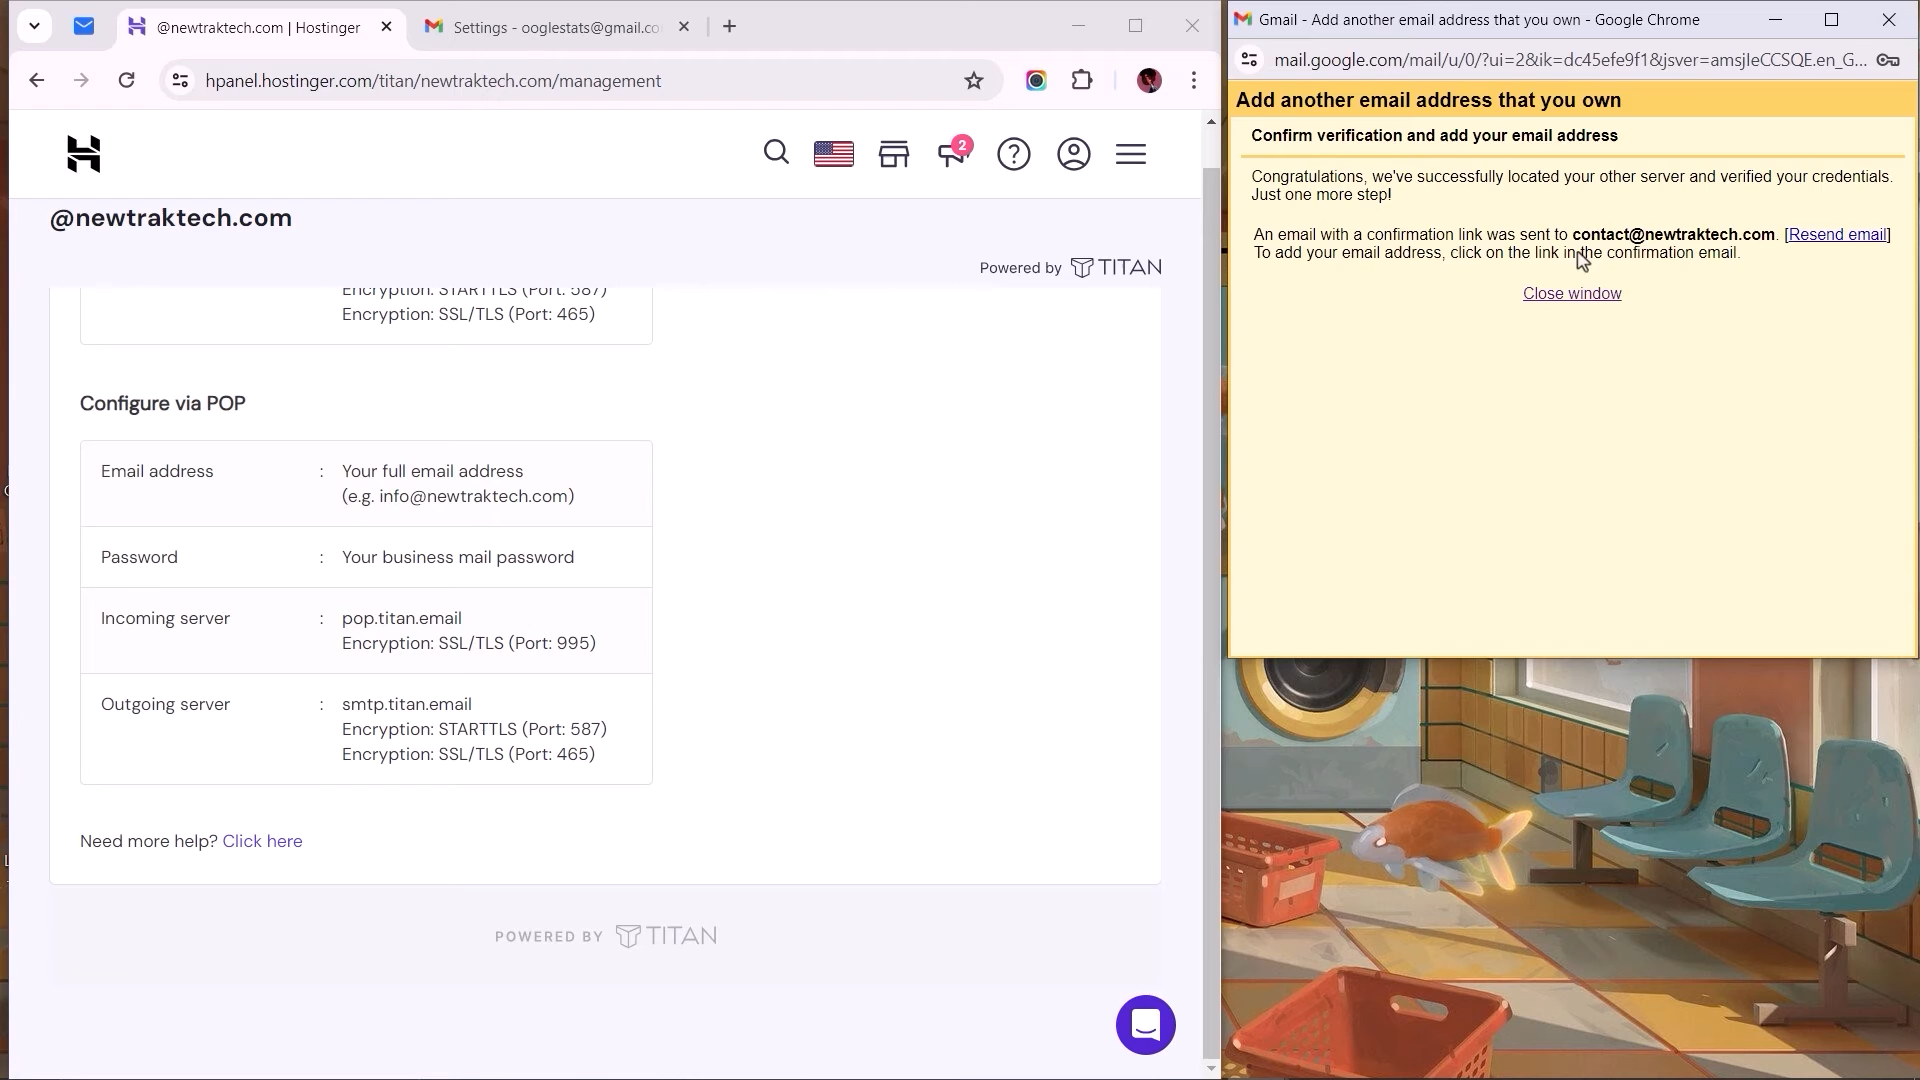 @newtraktech.com | Hostinger
Settings - ooglestats@gmail.co
hpanel.hostinger.com/titan/newtraktech.com/management
2
@newtraktech.com
Powered by TITAN
Encryption: STARTTLS (Port: 587)
Encryption: SSL/TLS (Port: 465)
Configure via POP
Email address : Your full email address
(e.g. info@newtraktech.com)
Password : Your business mail password
Incoming server : pop.titan.email
Encryption: SSL/TLS (Port: 995)
Outgoing server : smtp.titan.email
Encryption: STARTTLS (Port: 587)
Encryption: SSL/TLS (Port: 465)
Need more help? Click here
POWERED BY TITAN
Gmail - Add another email address that you own - Google Chrome
mail.google.com/mail/u/0/?ui=2&ik=dc45efe9f1&jsver=amsjIeCCSQE.en_G...
Add another email address that you own
Confirm verification and add your email address
Congratulations, we've successfully located your other server and verified your credentials.
Just one more step!
An email with a confirmation link was sent to contact@newtraktech.com. [Resend email]
To add your email address, click on the link in the confirmation email.
Close window